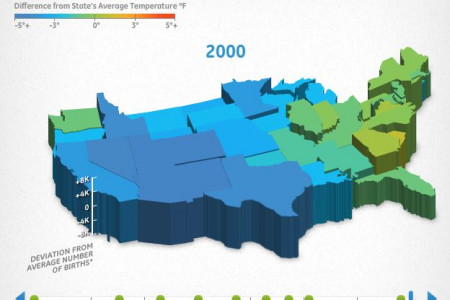 Difference from State's Average Temperature °F
-5°+ -3° 0° 3° 5°+
2000
+8K
+4K
0
-4K
-8K
DEVIATION FROM
AVERAGE NUMBER
OF BIRTHS*